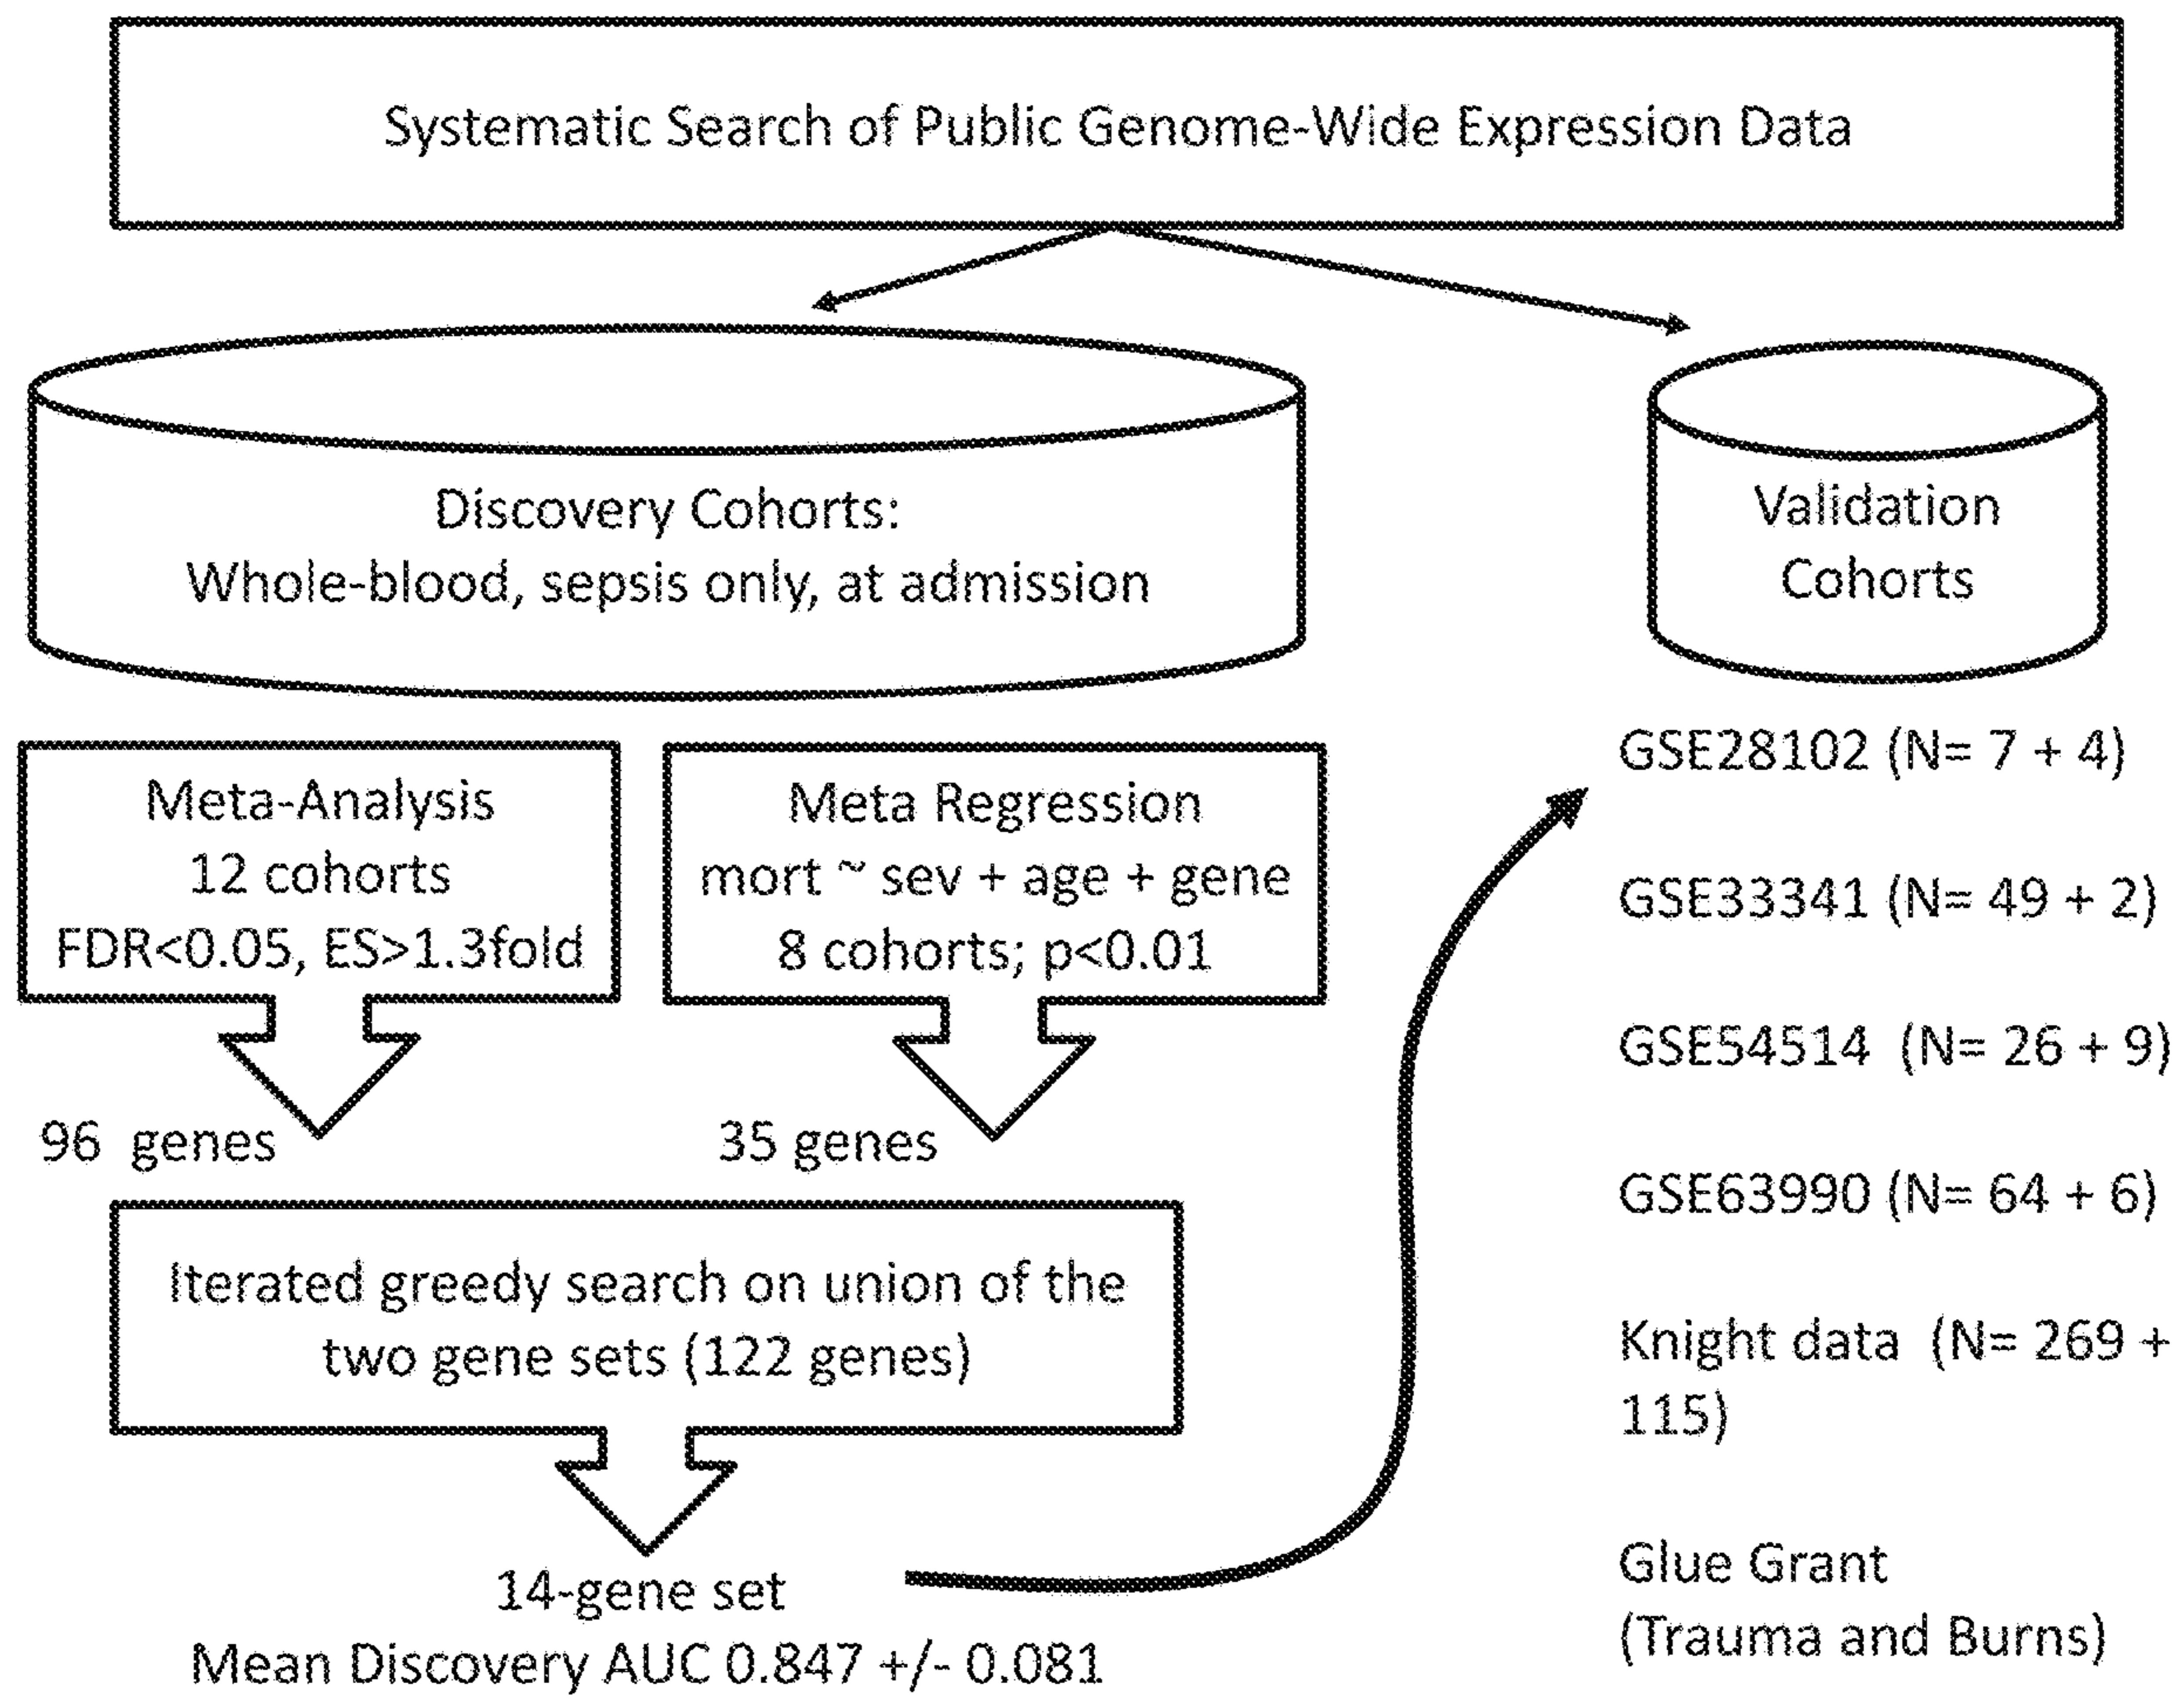 Systematic Search of Public Genome-Wide Expression Data
Discovery Cohorts:
Whole-blood, sepsis only, at admission
Validation
Cohorts
Meta-Analysis
12 cohorts
FDR<0.05, ES>1.3fold
Meta Regression
mort ~ sev + age + gene
8 cohorts; p<0.01
96 genes
35 genes
Iterated greedy search on union of the
two gene sets (122 genes)
14-gene set
Mean Discovery AUC 0.847 +/- 0.081
GSE28102 (N= 7 + 4)
GSE33341 (N= 49 + 2)
GSE54514 (N= 26 + 9)
GSE63990 (N= 64 + 6)
Knight data (N= 269 +
115)
Glue Grant
(Trauma and Burns)